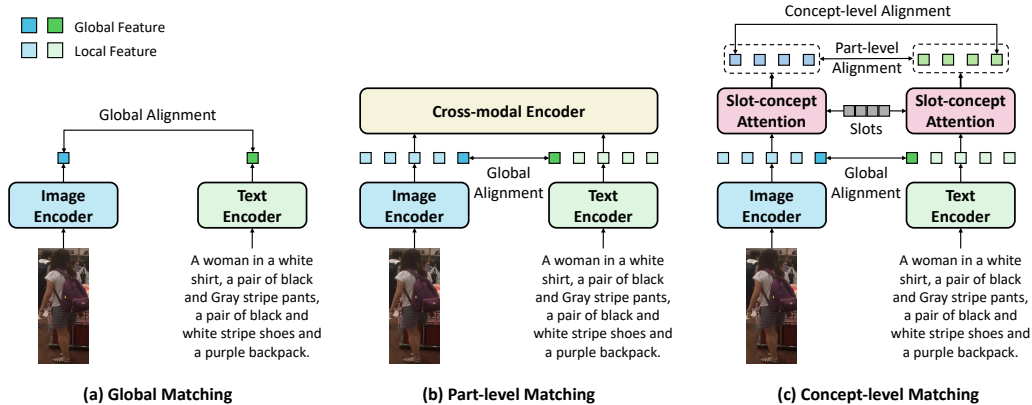 Global Feature
Local Feature
Global Alignment
Image
Encoder
Text
Encoder
A woman in a white
shirt, a pair of black
and Gray stripe pants,
a pair of black and
white stripe shoes and
a purple backpack.
(a) Global Matching
Cross-modal Encoder
Global
Alignment
Image
Encoder
Text
Encoder
A woman in a white
shirt, a pair of black
and Gray stripe pants,
a pair of black and
white stripe shoes and
a purple backpack.
(b) Part-level Matching
Concept-level Alignment
Part-level
Alignment
Slot-concept
Attention
Slots
Slot-concept
Attention
Global
Alignment
Image
Encoder
Text
Encoder
A woman in a white
shirt, a pair of black
and Gray stripe pants,
a pair of black and
white stripe shoes and
a purple backpack.
(c) Concept-level Matching